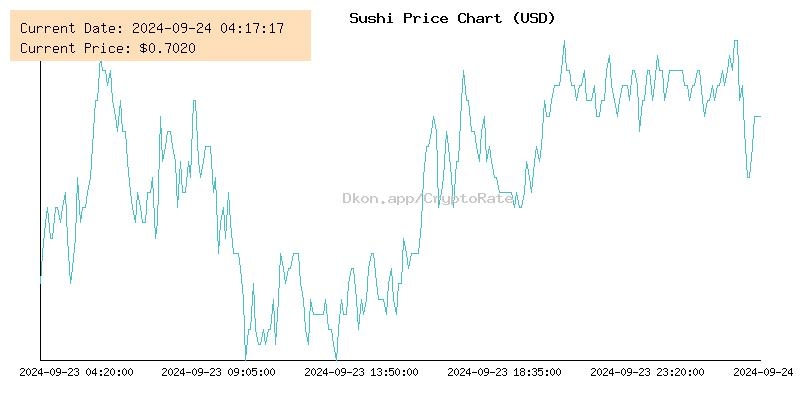 Sushi Price Chart (USD)
Current Date: 2024-09-24 04:17:17
Current Price: $0.7020
Dkon.app/CryptoRate
2024-09-23 04:20:00 2024-09-23 09:05:00 2024-09-23 13:50:00 2024-09-23 18:35:00 2024-09-23 23:20:00 2024-09-24